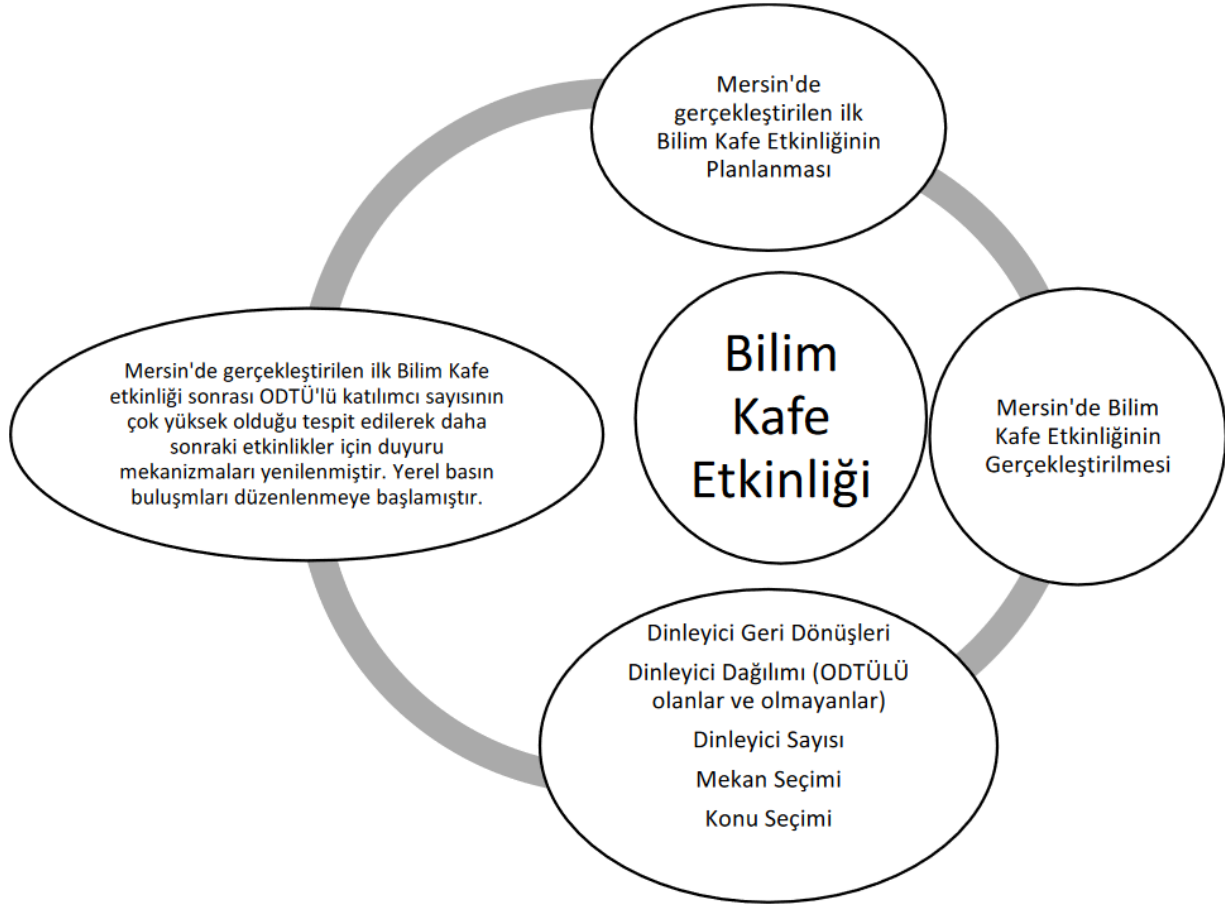 Mersin'de
gerçekleştirilen ilk
Bilim Kafe Etkinliğinin
Planlanması
Bilim
Kafe
Etkinliği
Mersin'de Bilim
Kafe Etkinliğinin
Gerçekleştirilmesi
Dinleyici Geri Dönüşleri
Dinleyici Dağılımı (ODTÜLÜ
olanlar ve olmayanlar)
Dinleyici Sayısı
Mekan Seçimi
Konu Seçimi
Mersin'de gerçekleştirilen ilk Bilim Kafe
etkinliği sonrası ODTÜ'lü katılımcı sayısının
çok yüksek olduğu tespit edilerek daha
sonraki etkinlikler için duyuru
mekanizmaları yenilenmiştir. Yerel basın
buluşmları düzenlenmeye başlamıştır.